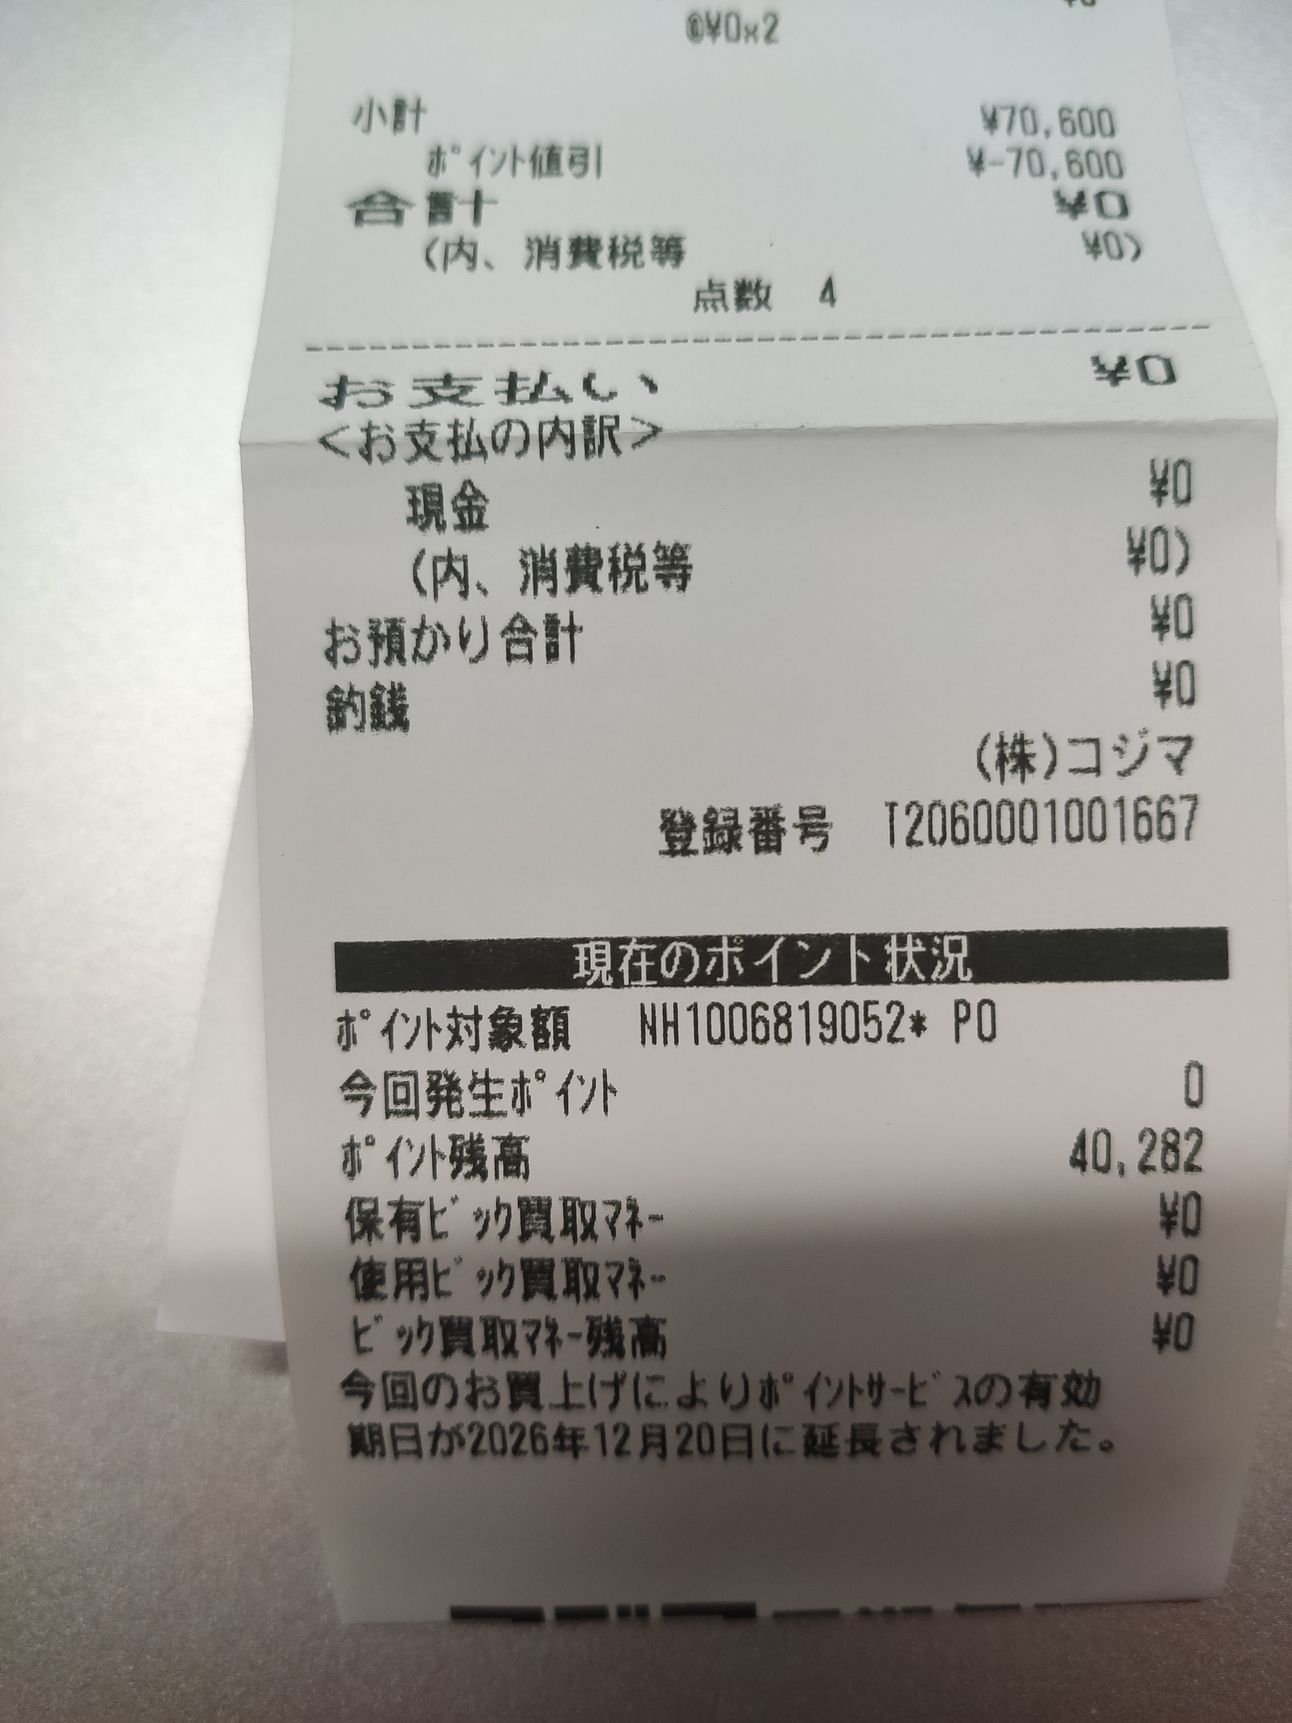 @¥0x2
小計 ¥70,600
ﾎﾟｲﾝﾄ値引 ¥-70,600
合計 ¥0
(内、消費税等 ¥0)
点数 4
お支払い ¥0
<お支払の内訳>
現金 ¥0
(内、消費税等 ¥0)
お預かり合計 ¥0
釣銭 ¥0
(株)コジマ
登録番号 T2060001001667
現在のポイント状況
ﾎﾟｲﾝﾄ対象額 NH1006819052* P0
今回発生ﾎﾟｲﾝﾄ 0
ﾎﾟｲﾝﾄ残高 40,282
保有ﾋﾞｯｸ買取ﾏﾈｰ ¥0
使用ﾋﾞｯｸ買取ﾏﾈｰ ¥0
ﾋﾞｯｸ買取ﾏﾈｰ残高 ¥0
今回のお買上げによりﾎﾟｲﾝﾄｻｰﾋﾞｽの有効
期日が2026年12月20日に延長されました。